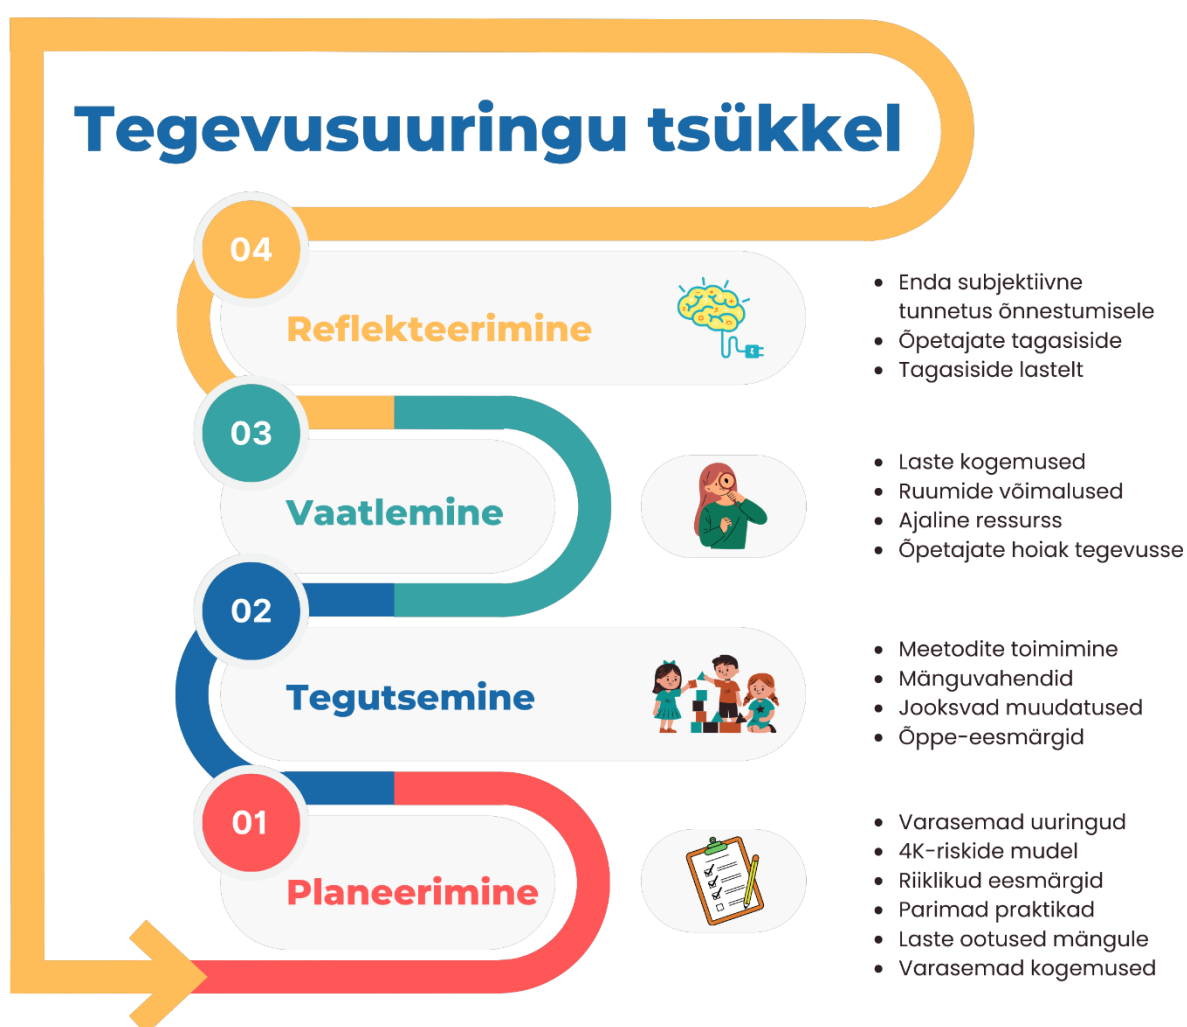 Tegevusuuringu tsükkel
04
Reflekteerimine
• Enda subjektiivne
tunnetus õnnestumisele
• Õpetajate tagasiside
• Tagasiside lastelt
03
Vaatlemine
• Laste kogemused
• Ruumide võimalused
• Ajaline ressurss
• Õpetajate hoiak tegevusse
02
Tegutsemine
• Meetodite toimimine
• Mänguvahendid
• Jooksvad muudatused
• Õppe-eesmärgid
01
Planeerimine
• Varasemad uuringud
• 4K-riskide mudel
• Riiklikud eesmärgid
• Parimad praktikad
• Laste ootused mängule
• Varasemad kogemused